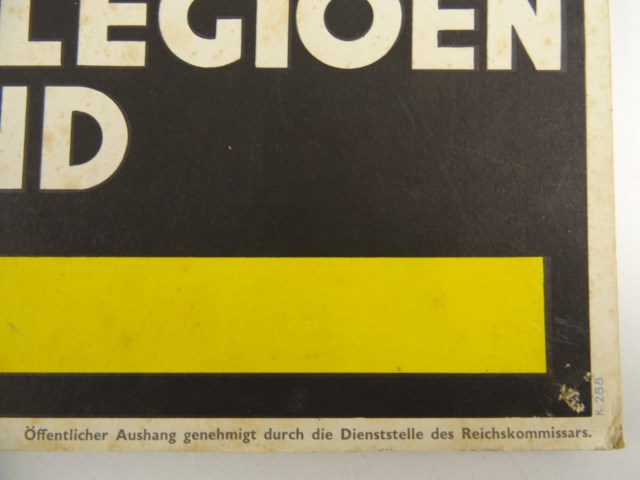 LEGIOEN
ND
K. 288
Öffentlicher Aushang genehmigt durch die Dienststelle des Reichskommissars.